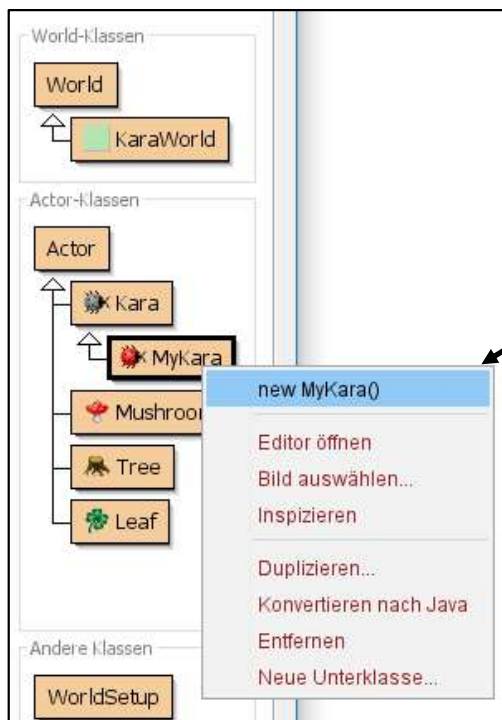 World-Klassen
World
KaraWorld
Actor-Klassen
Actor
Kara
MyKara
new MyKara()
Mushroo
Editor öffnen
Bild auswählen...
Tree
Inspizieren
Leaf
Duplizieren...
Konvertieren nach Java
Entfernen
Neue Unterklasse...
Andere Klassen
WorldSetup